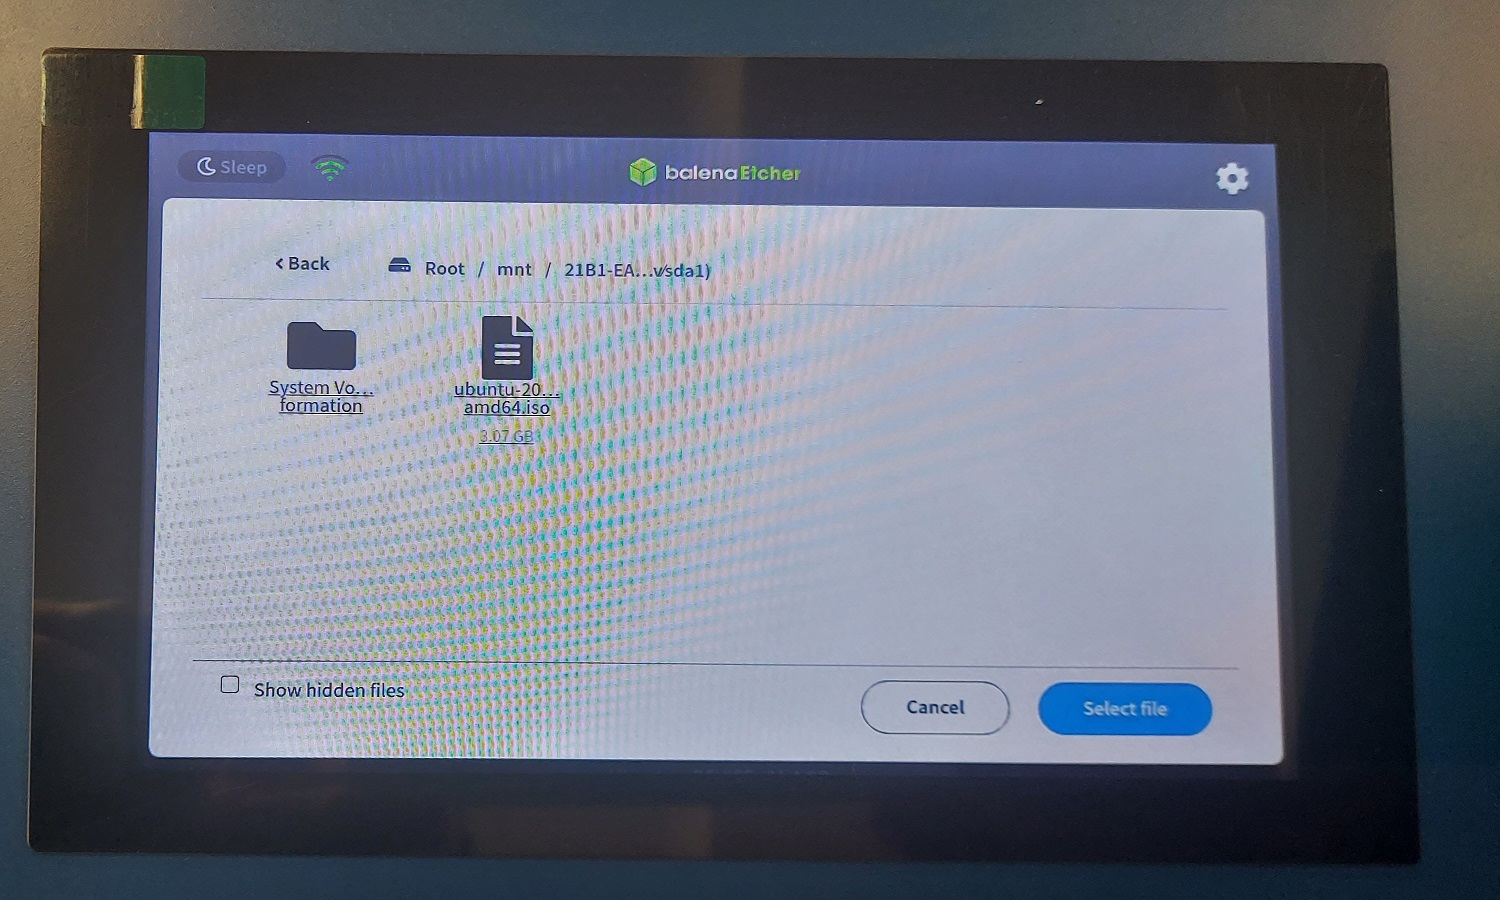 Sleep
balenaEtcher
< Back
Root / mnt / 21B1-EA...v/sda1)
System Vo...
formation
ubuntu-20...
amd64.iso
3.07 GB
Show hidden files
Cancel
Select file